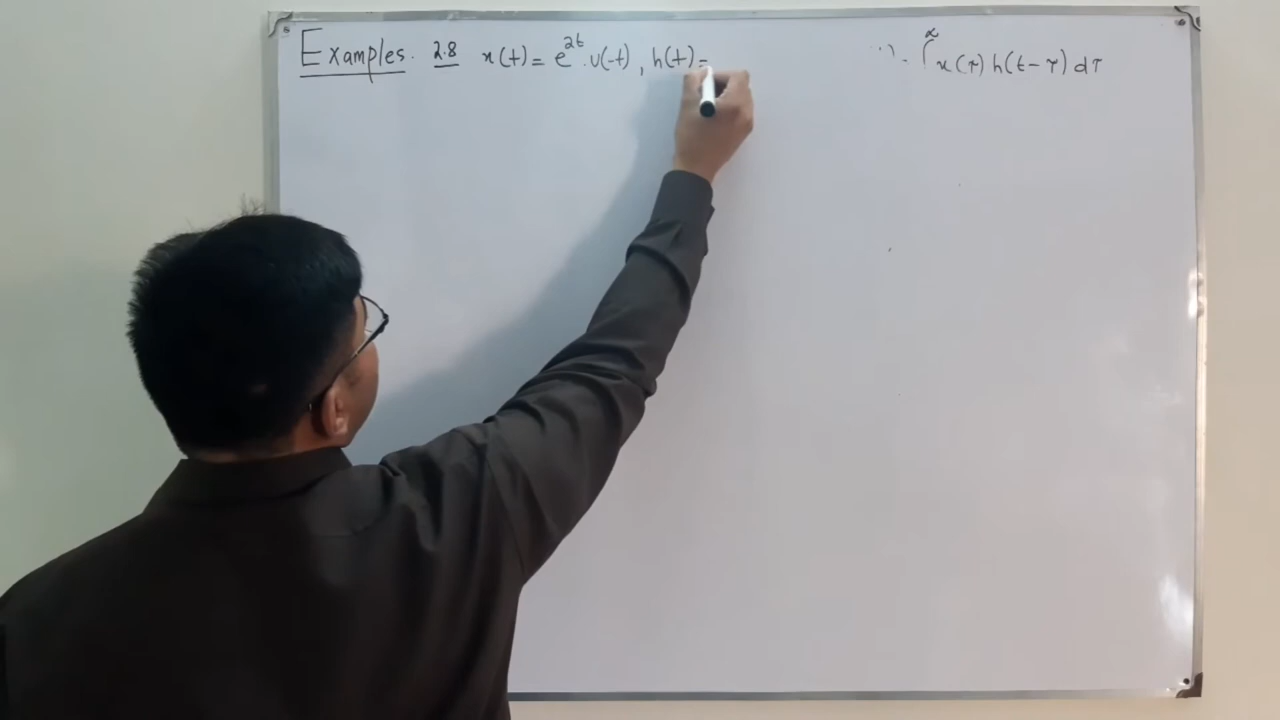 Examples. 2.8 x(t) = e^2t . u(-t) , h(t) =
∫ ∞ x(τ) h(t-τ) dτ